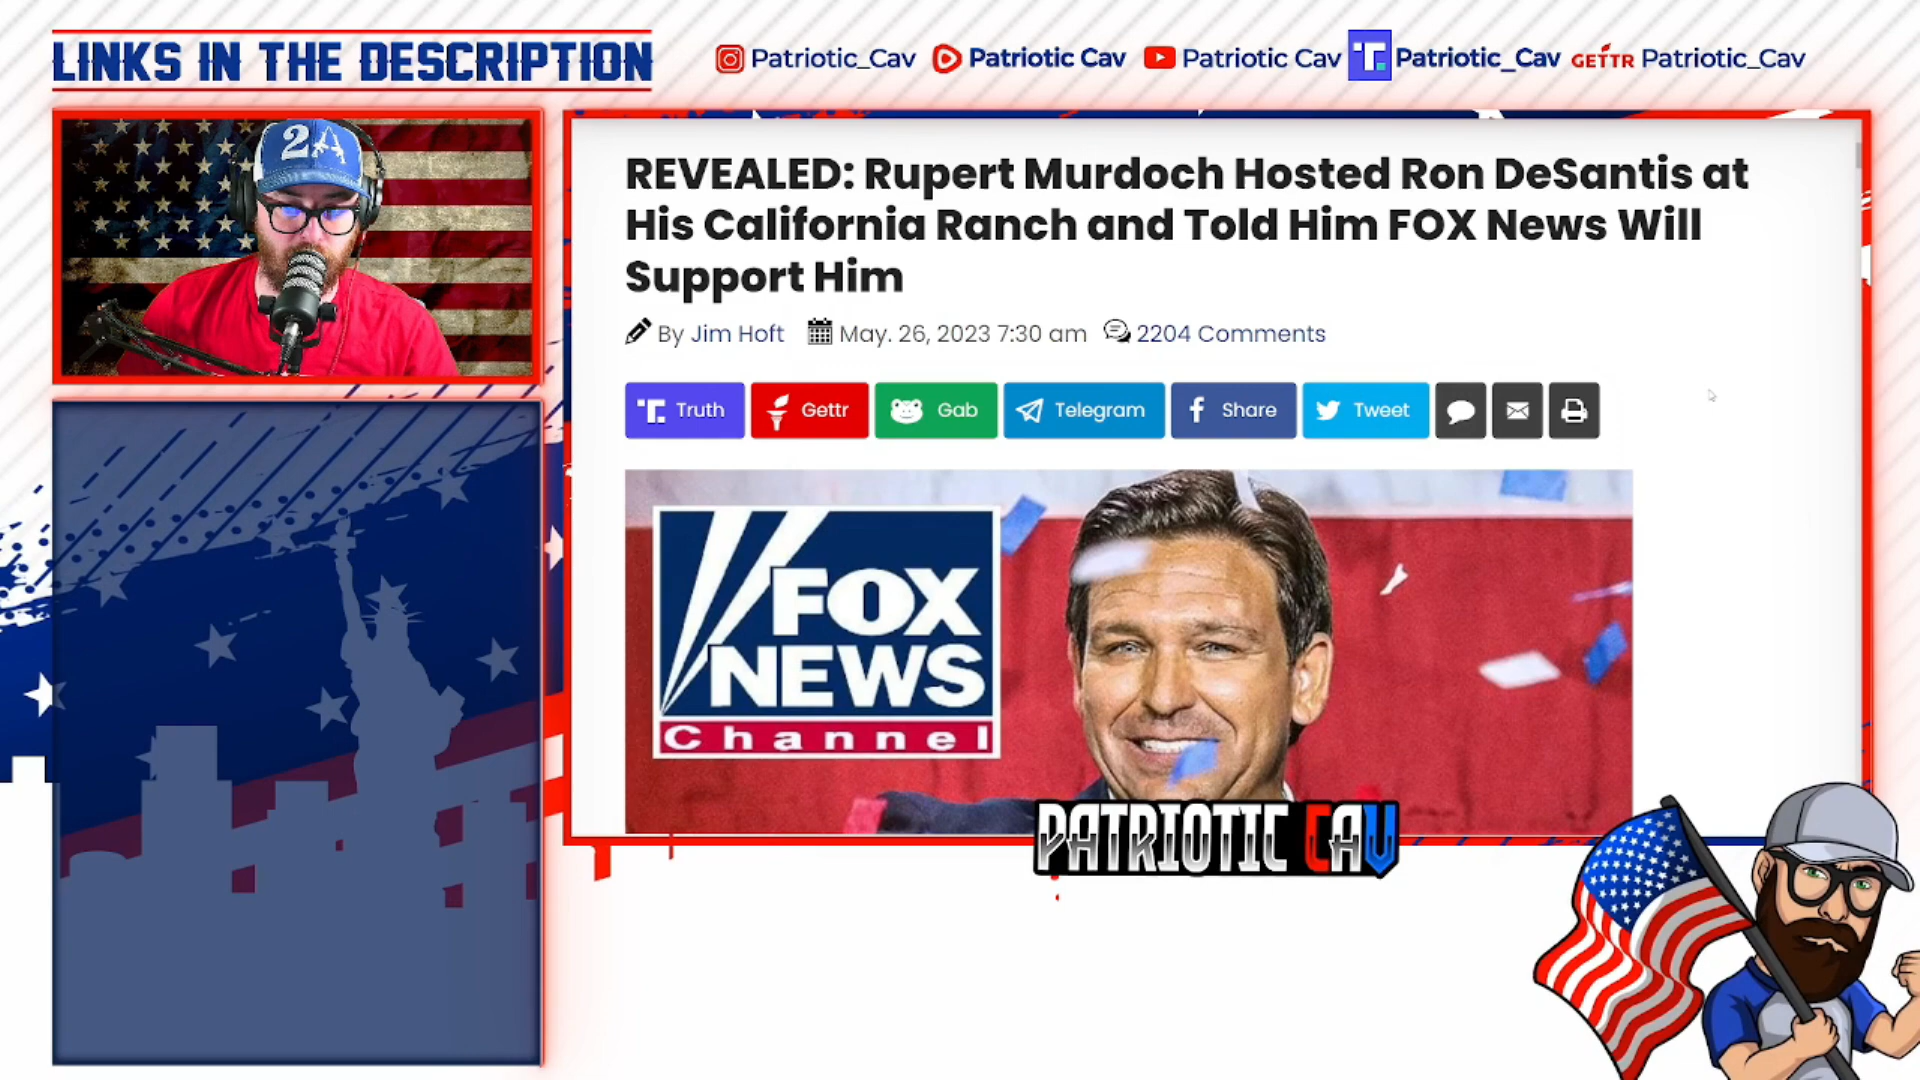 LINKS IN THE DESCRIPTION
Patriotic_Cav Patriotic Cav Patriotic Cav Patriotic_Cav GETTR Patriotic_Cav
2A
REVEALED: Rupert Murdoch Hosted Ron DeSantis at
His California Ranch and Told Him FOX News Will
Support Him
By Jim Hoft May. 26, 2023 7:30 am 2204 Comments
Truth Gettr Gab Telegram Share Tweet
FOX
NEWS
Channel
PATRIOTIC CAV